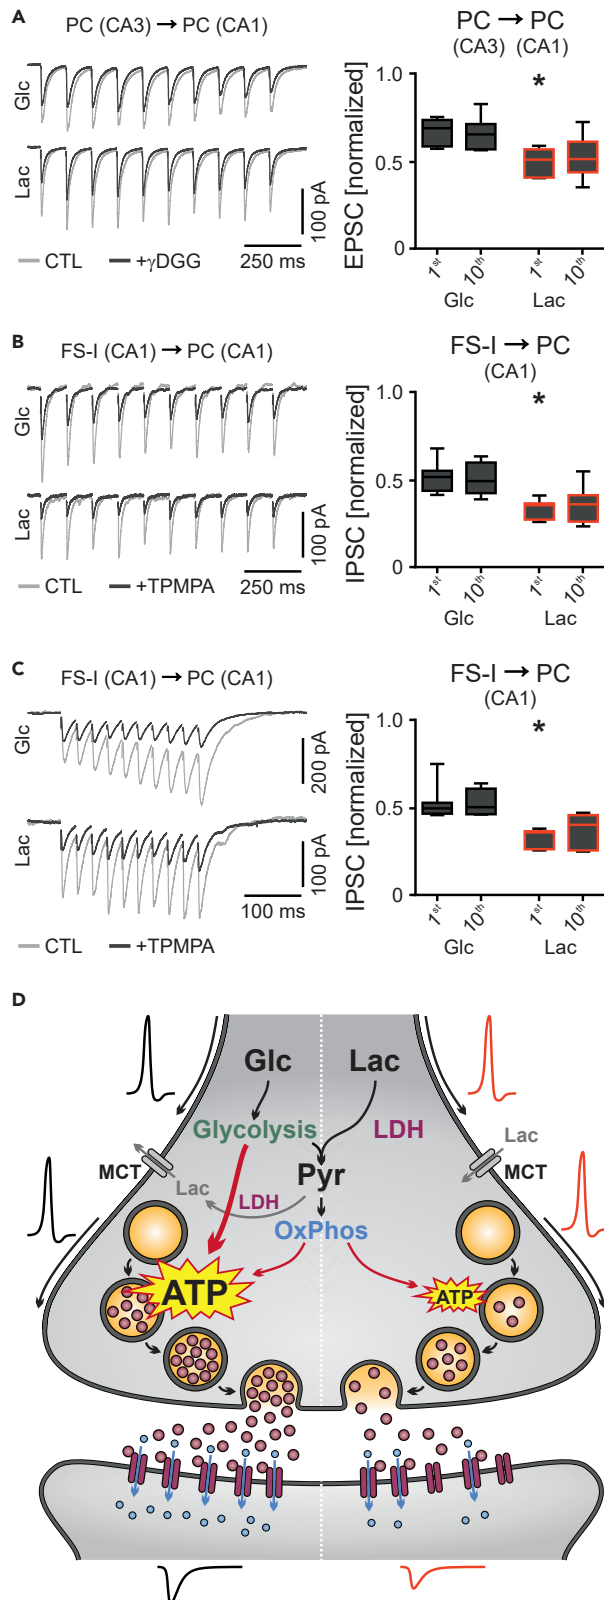 A
PC (CA3) → PC (CA1)
PC → PC
(CA3) (CA1)
Glc
Lac
100 pA
CTL
+γDGG
250 ms
EPSC [normalized]
1.0
0.5
0
*
1st
10th
1st
10th
Glc
Lac
B
FS-I (CA1) → PC (CA1)
FS-I → PC
(CA1)
Glc
Lac
100 pA
CTL
+TPMPA
250 ms
IPSC [normalized]
1.0
0.5
0
*
1st
10th
1st
10th
Glc
Lac
C
FS-I (CA1) → PC (CA1)
FS-I → PC
(CA1)
Glc
200 pA
Lac
100 pA
100 ms
CTL
+TPMPA
IPSC [normalized]
1.0
0.5
0
*
1st
10th
1st
10th
Glc
Lac
D
Glc
Lac
Glycolysis
LDH
Lac
MCT
MCT
Pyr
Lac
LDH
OxPhos
ATP
ATP